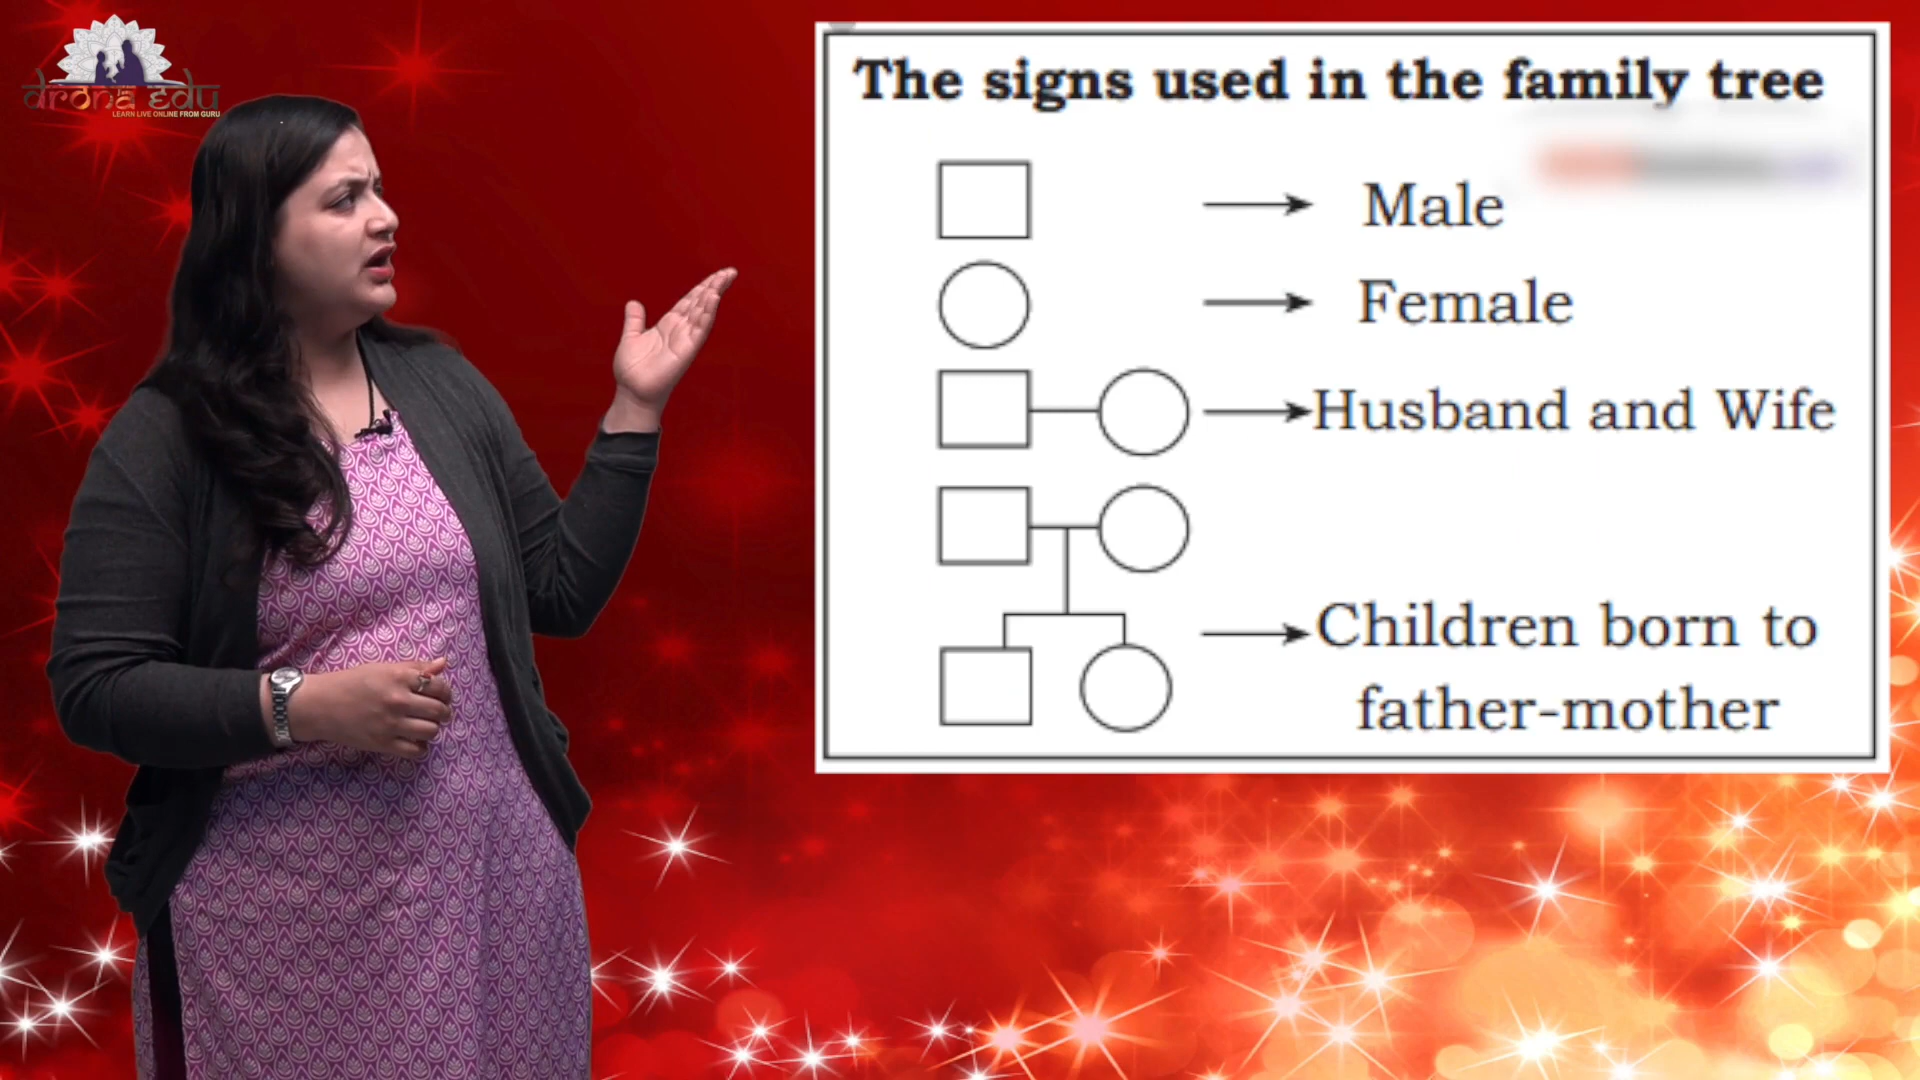 drona edu
LEARN LIVE ONLINE FROM GURU
The signs used in the family tree
Male
Female
Husband and Wife
Children born to
father-mother